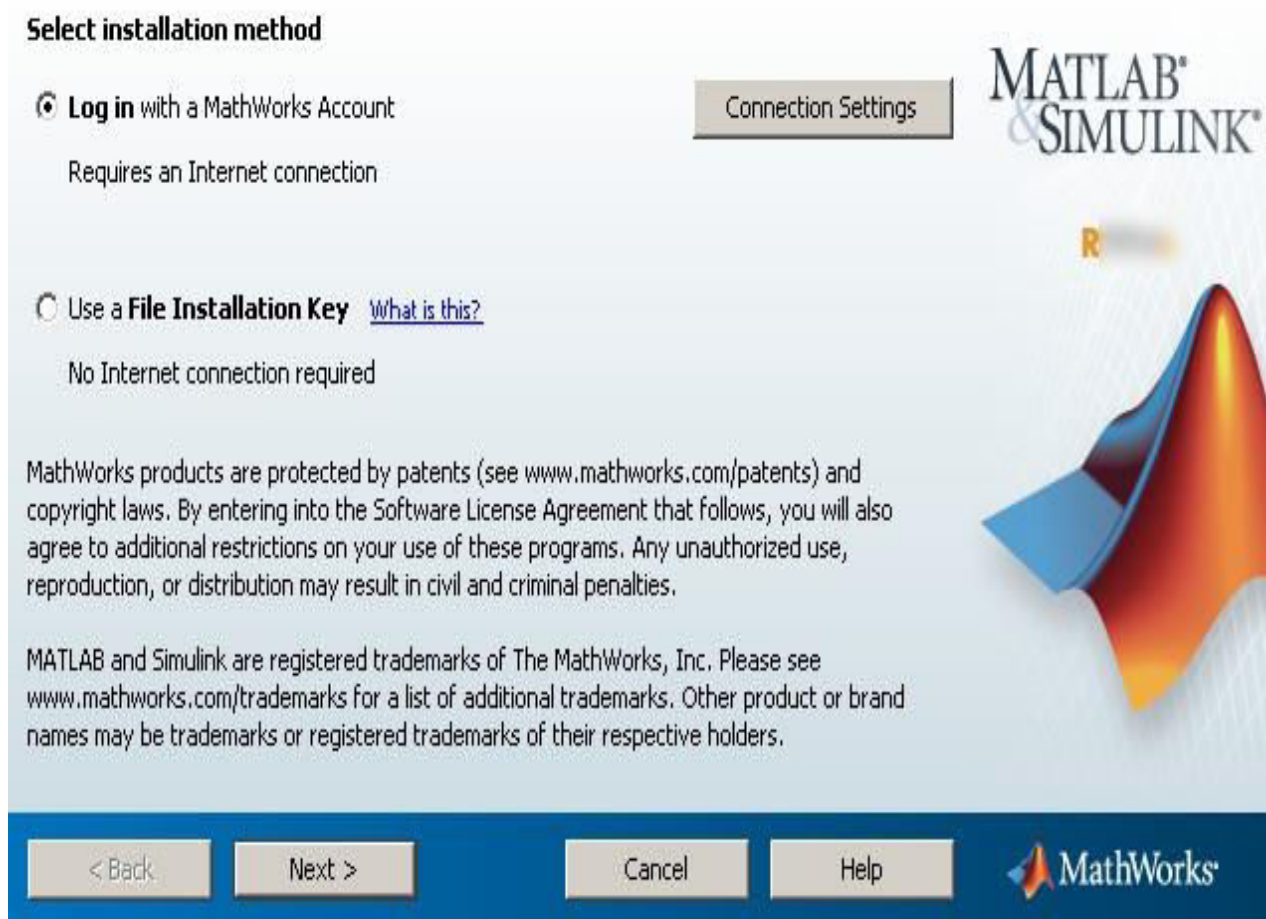 Select installation method
Log in with a MathWorks Account
Connection Settings
Requires an Internet connection
Use a File Installation Key What is this?
No Internet connection required
MathWorks products are protected by patents (see www.mathworks.com/patents) and
copyright laws. By entering into the Software License Agreement that follows, you will also
agree to additional restrictions on your use of these programs. Any unauthorized use,
reproduction, or distribution may result in civil and criminal penalties.
MATLAB and Simulink are registered trademarks of The MathWorks, Inc. Please see
www.mathworks.com/trademarks for a list of additional trademarks. Other product or brand
names may be trademarks or registered trademarks of their respective holders.
MATLAB®
&SIMULINK®
R
< Back
Next >
Cancel
Help
MathWorks®